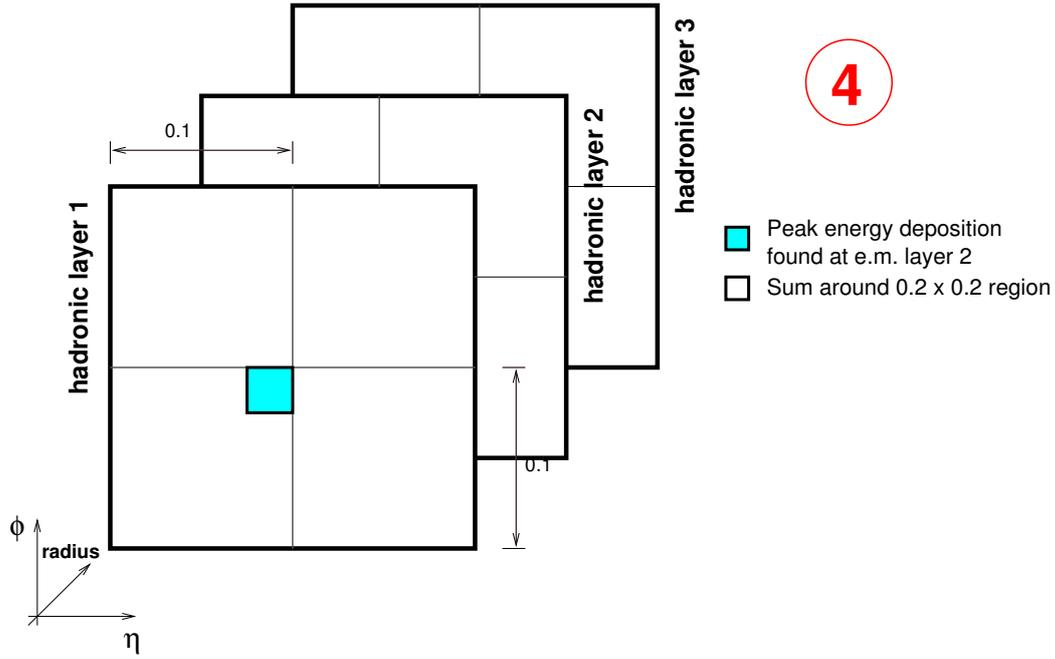 hadronic layer 3
4
hadronic layer 2
0.1
hadronic layer 1
Peak energy deposition
found at e.m. layer 2
Sum around 0.2 x 0.2 region
0.1
ϕ
radius
η